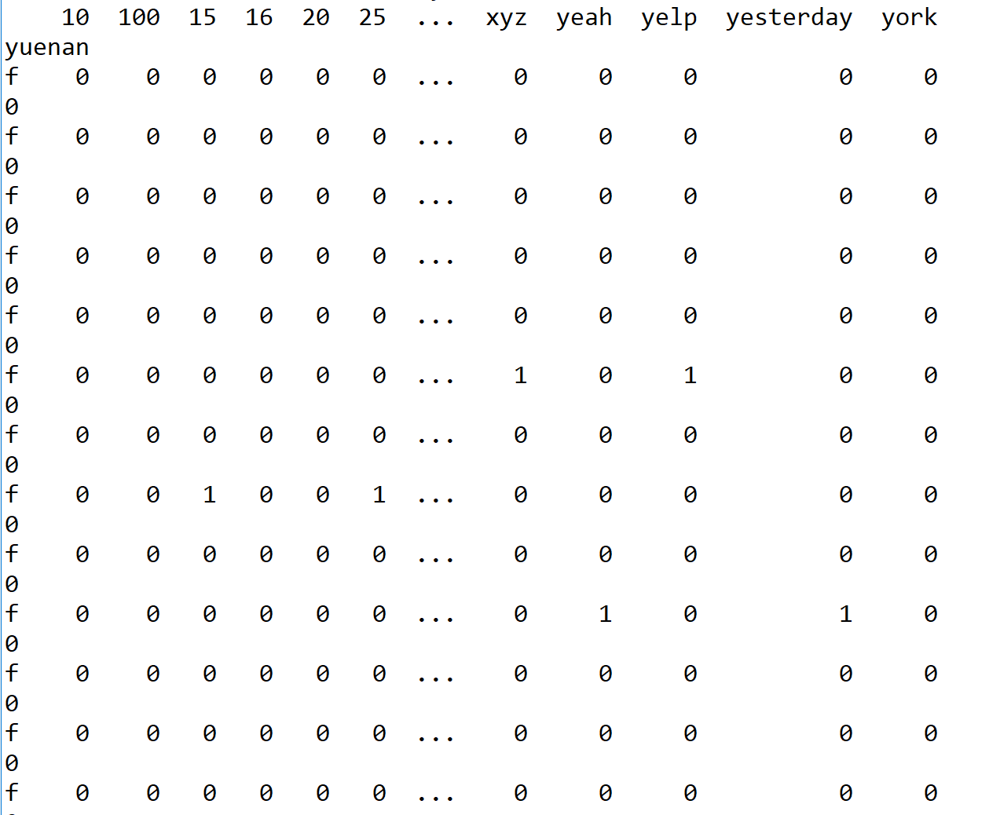 10 100 15 16 20 25 ... xyz yeah yelp yesterday york
yuenan
f 0 0 0 0 0 0 ... 0 0 0 0 0
0
f 0 0 0 0 0 0 ... 0 0 0 0 0
0
f 0 0 0 0 0 0 ... 0 0 0 0 0
0
f 0 0 0 0 0 0 ... 0 0 0 0 0
0
f 0 0 0 0 0 0 ... 0 0 0 0 0
0
f 0 0 0 0 0 0 ... 1 0 1 0 0
0
f 0 0 0 0 0 0 ... 0 0 0 0 0
0
f 0 0 1 0 0 1 ... 0 0 0 0 0
0
f 0 0 0 0 0 0 ... 0 0 0 0 0
0
f 0 0 0 0 0 0 ... 0 1 0 1 0
0
f 0 0 0 0 0 0 ... 0 0 0 0 0
0
f 0 0 0 0 0 0 ... 0 0 0 0 0
0
f 0 0 0 0 0 0 ... 0 0 0 0 0